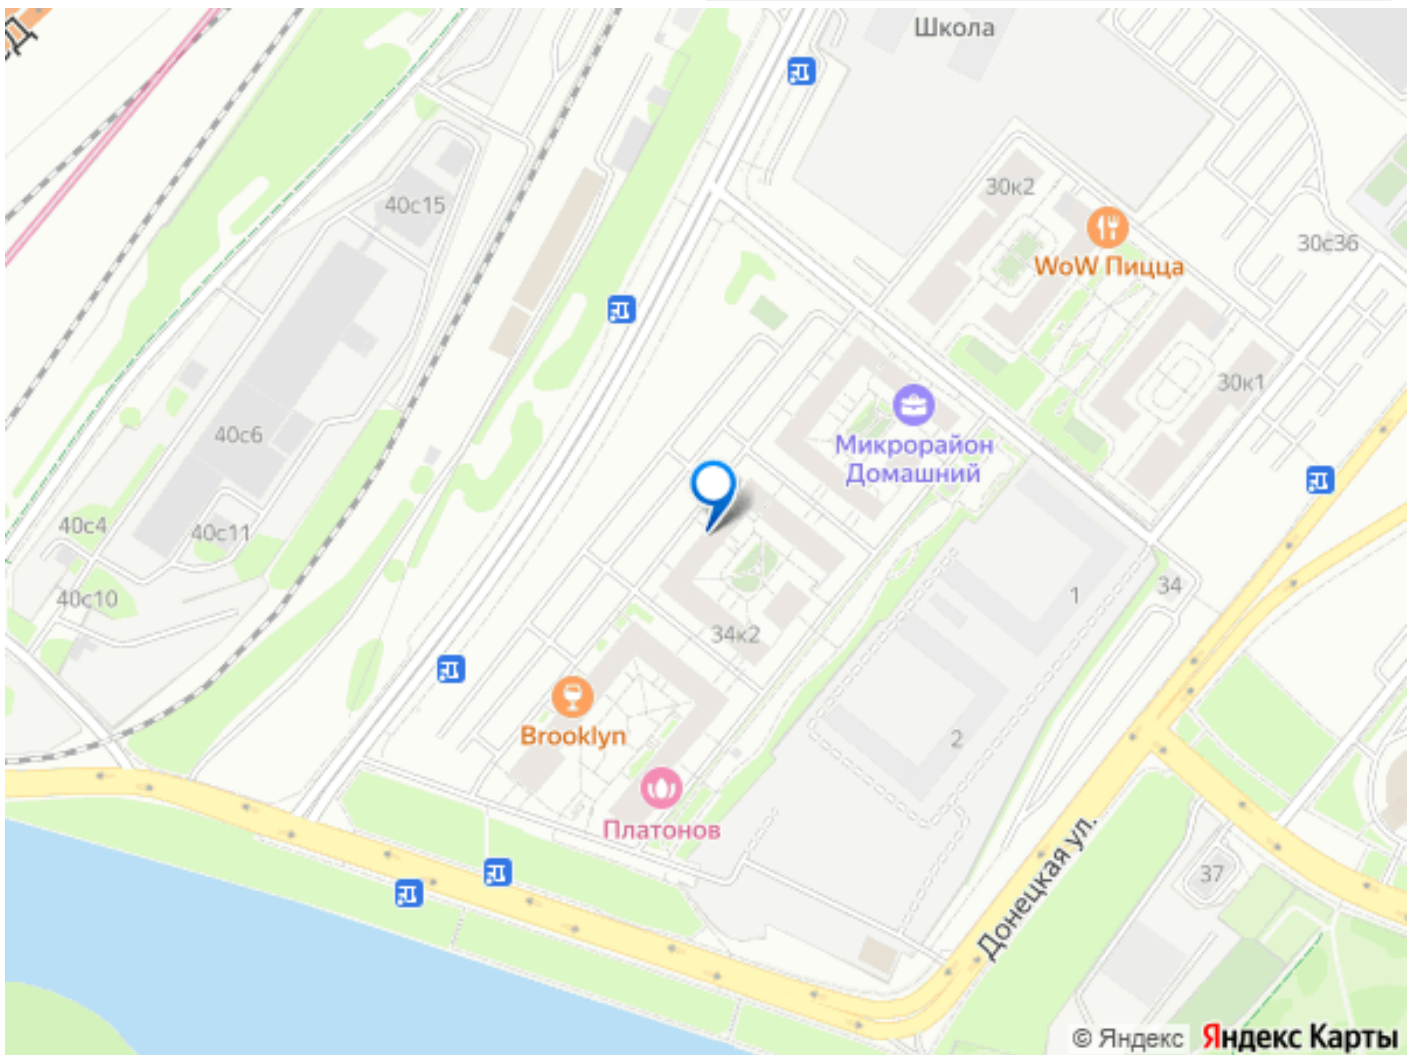 Школа
30к2
40с15
WoW Пицца
30с36
30к1
Микрорайон
Домашний
40с6
40с4
40с11
40с10
1
34
34к2
Brooklyn
2
Платонов
37
Донецкая ул.
© Яндекс
Яндекс Карты